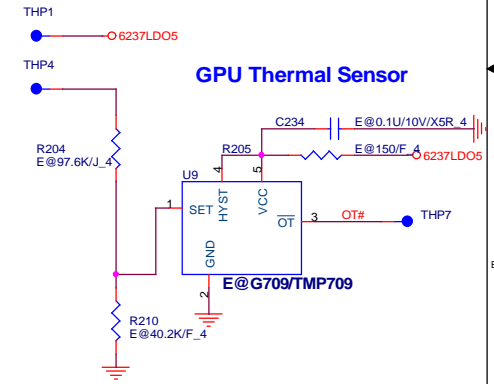 THP1
6237LDO5
THP4
GPU Thermal Sensor
C234
E@0.1U/10V/X5R_4
R204
E@97.6K/J_4
R205
E@150/F_4
6237LDO5
U9
4
5
1
SET
HYST
VCC
OT
3
OT#
THP7
GND
2
E@G709/TMP709
R210
E@40.2K/F_4